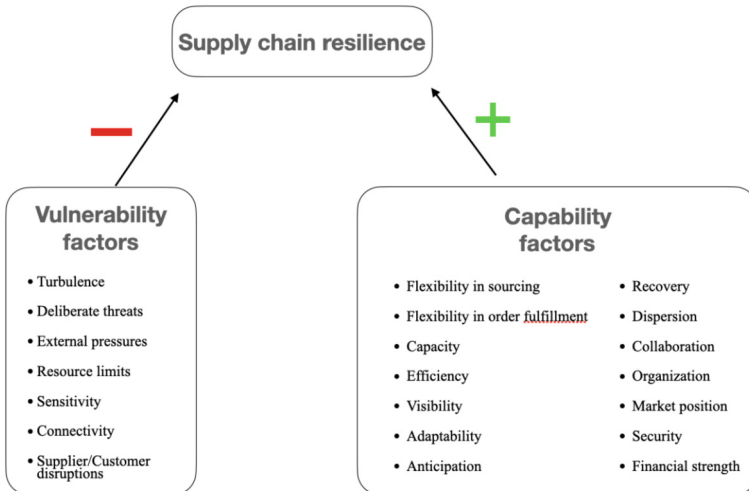 Supply chain resilience
Vulnerability
factors
• Turbulence
• Deliberate threats
• External pressures
• Resource limits
• Sensitivity
• Connectivity
• Supplier/Customer
disruptions
Capability
factors
• Flexibility in sourcing
• Flexibility in order fulfillment
• Capacity
• Efficiency
• Visibility
• Adaptability
• Anticipation
• Recovery
• Dispersion
• Collaboration
• Organization
• Market position
• Security
• Financial strength